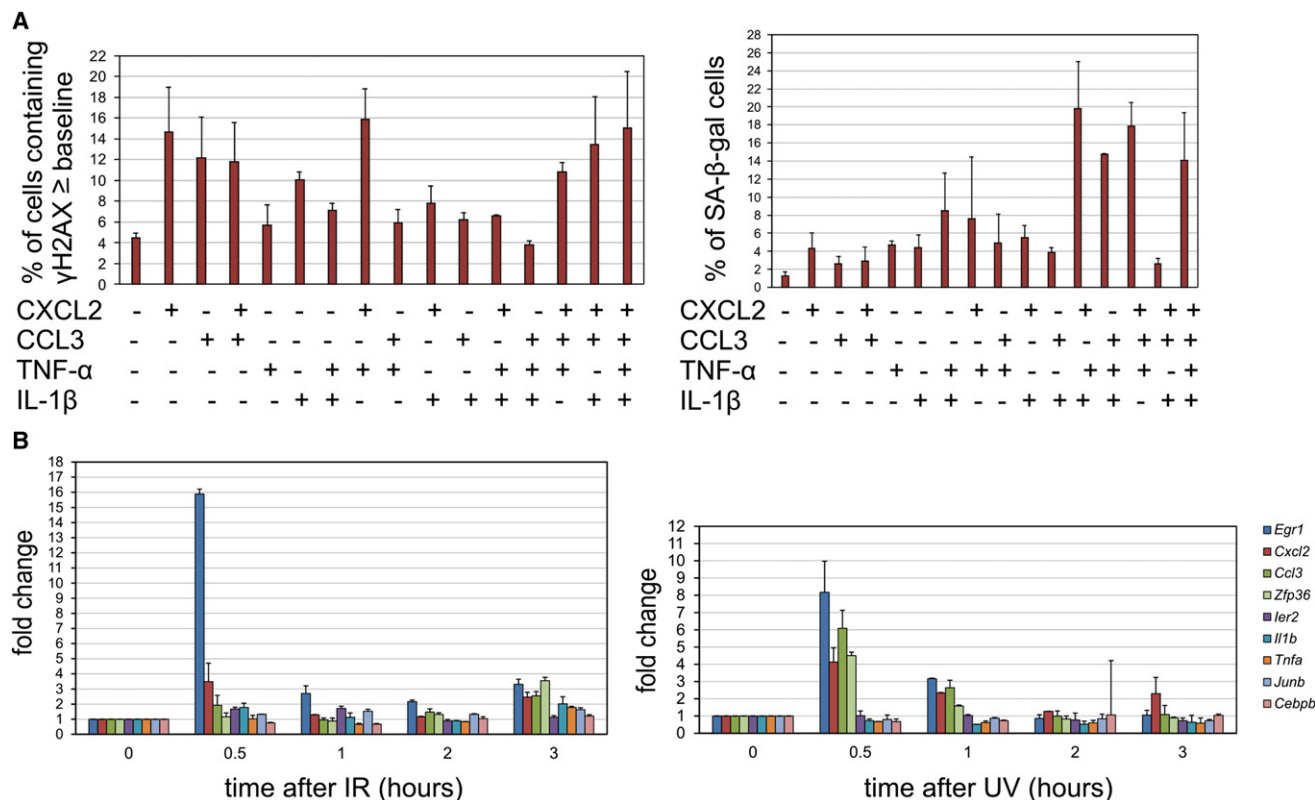 A
% of cells containing
γH2AX ≥ baseline
22
20
18
16
14
12
10
8
6
4
2
0
CXCL2 - + - + - - - + - + - + - + + +
CCL3 - - + + - - - - + - + - + + + +
TNF-α - - - - + - + + + - - + + + - +
IL-1β - - - - - + + - - + + + + - + +
% of SA-β-gal cells
28
26
24
22
20
18
16
14
12
10
8
6
4
2
0
CXCL2 - + - + - - - + - + - + - + + +
CCL3 - - + + - - - - + - + - + + + +
TNF-α - - - - + - + + + - - + + + - +
IL-1β - - - - - + + - - + + + + - + +
B
fold change
18
17
16
15
14
13
12
11
10
9
8
7
6
5
4
3
2
1
0
0 0.5 1 2 3
time after IR (hours)
fold change
12
11
10
9
8
7
6
5
4
3
2
1
0
0 0.5 1 2 3
time after UV (hours)
Egr1
Cxcl2
Ccl3
Zfp36
Ier2
Il1b
Tnfa
Junb
Cebpb